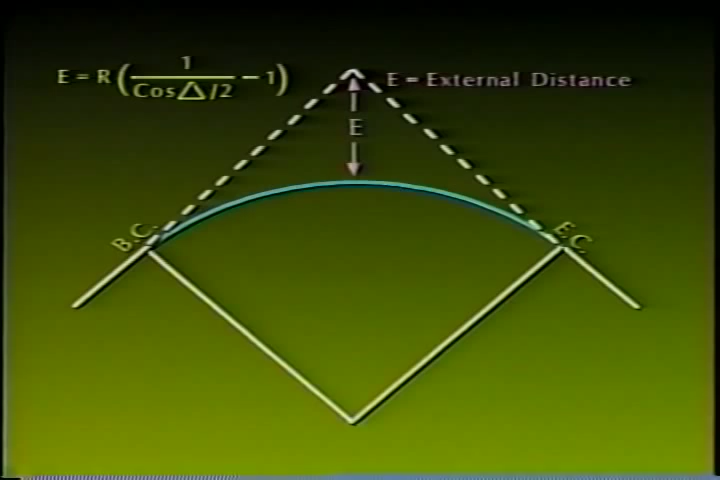 E = R (1/Cos Δ/2 − 1)
E = External Distance
E
B.C.
E.C.